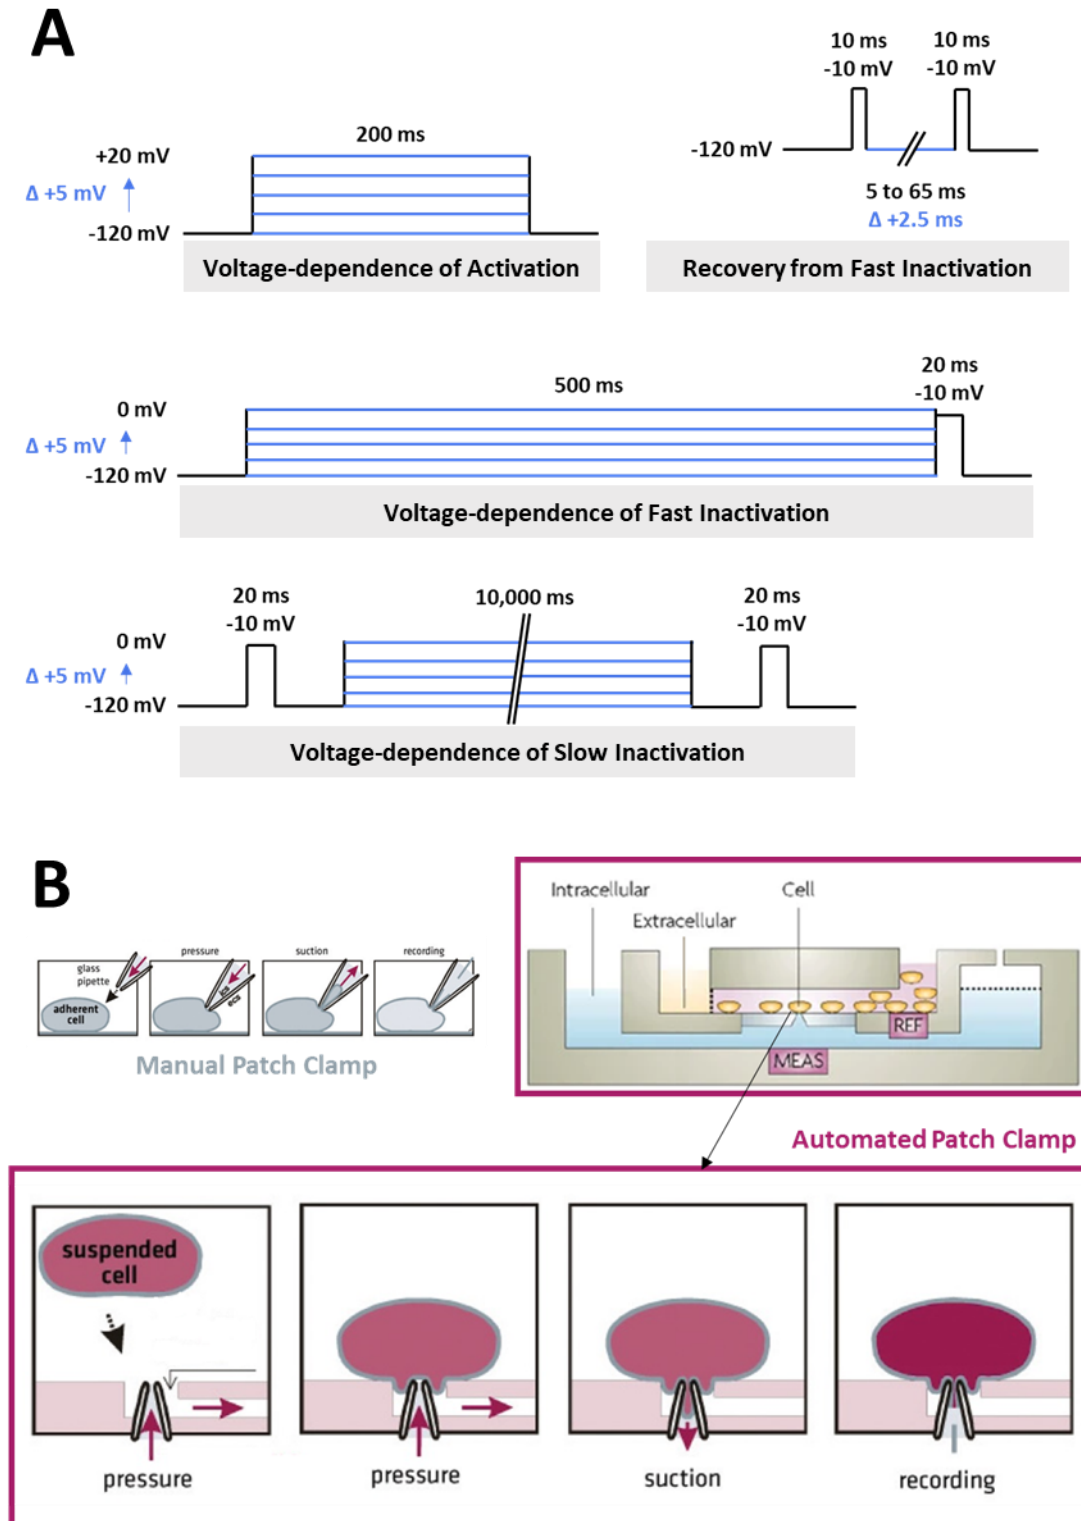 A
200 ms
+20 mV
Δ +5 mV
-120 mV
Voltage-dependence of Activation
10 ms
-10 mV
10 ms
-10 mV
-120 mV
5 to 65 ms
Δ +2.5 ms
Recovery from Fast Inactivation
500 ms
20 ms
-10 mV
0 mV
Δ +5 mV
-120 mV
Voltage-dependence of Fast Inactivation
20 ms
-10 mV
10,000 ms
20 ms
-10 mV
0 mV
Δ +5 mV
-120 mV
Voltage-dependence of Slow Inactivation
B
glass
pipette
adherent
cell
pressure
ics
ecs
suction
recording
Manual Patch Clamp
Intracellular
Extracellular
Cell
REF
MEAS
Automated Patch Clamp
suspended
cell
pressure
pressure
suction
recording